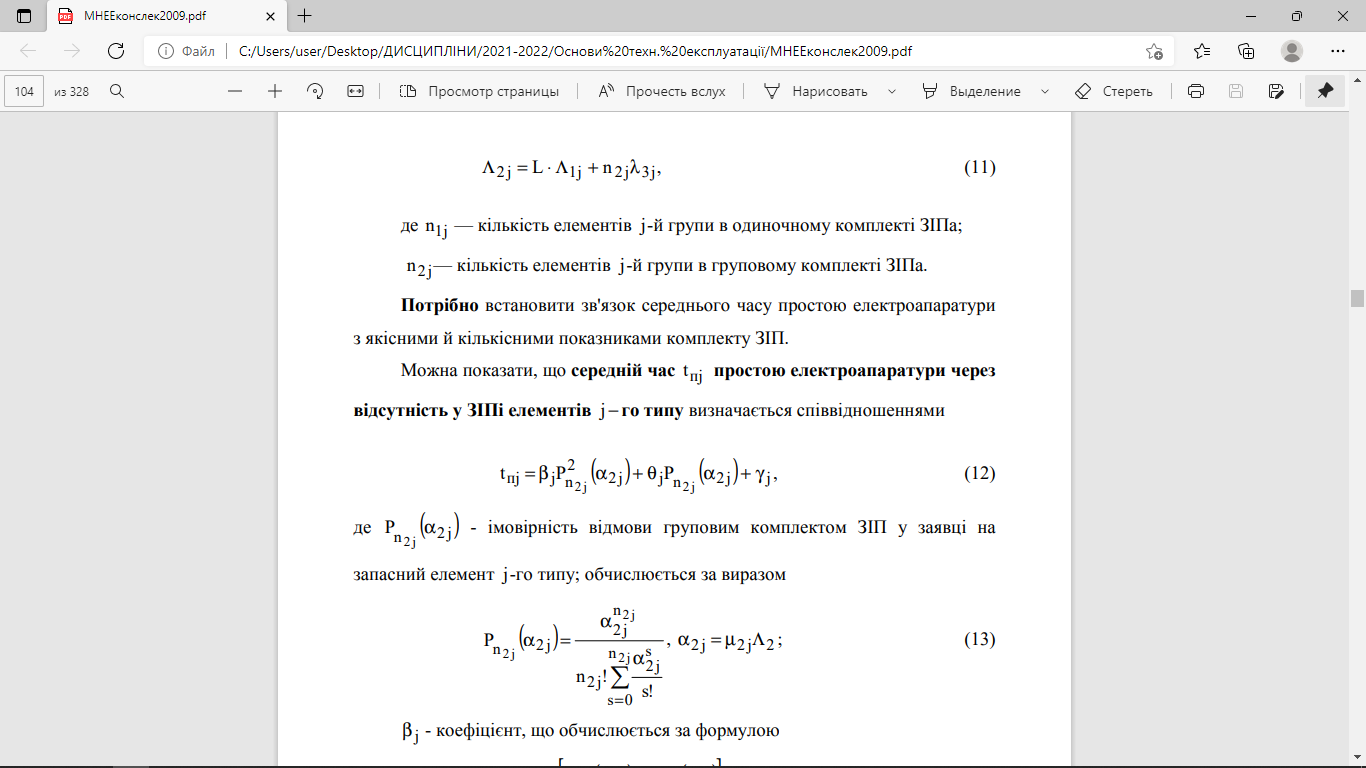 МНЕЕконслек2009.pdf
Файл C:/Users/user/Desktop/ДИСЦИПЛІНИ/2021-2022/Основи%20техн.%20експлуатації/МНЕЕконслек2009.pdf
104 из 328 Просмотр страницы Прочесть вслух Нарисовать Выделение Стереть
Λ2j = L · Λ1j + n2jλ3j, (11)
де n1j — кількість елементів j-й групи в одиночному комплекті ЗІПа;
n2j— кількість елементів j-й групи в груповому комплекті ЗІПа.
Потрібно встановити зв'язок середнього часу простою електроапаратури
з якісними й кількісними показниками комплекту ЗІП.
Можна показати, що середній час tпj простою електроапаратури через
відсутність у ЗІПі елементів j – го типу визначається співвідношеннями
tпj = βjP²n2j(α2j) + θjPn2j(α2j) + γj, (12)
де Pn2j(α2j) - імовірність відмови груповим комплектом ЗІП у заявці на
запасний елемент j-го типу; обчислюється за виразом
Pn2j(α2j) = α2j^n2j / (n2j! ∑ s=0 n2j α2j^s / s!), α2j = μ2jΛ2; (13)
βj - коефіцієнт, що обчислюється за формулою